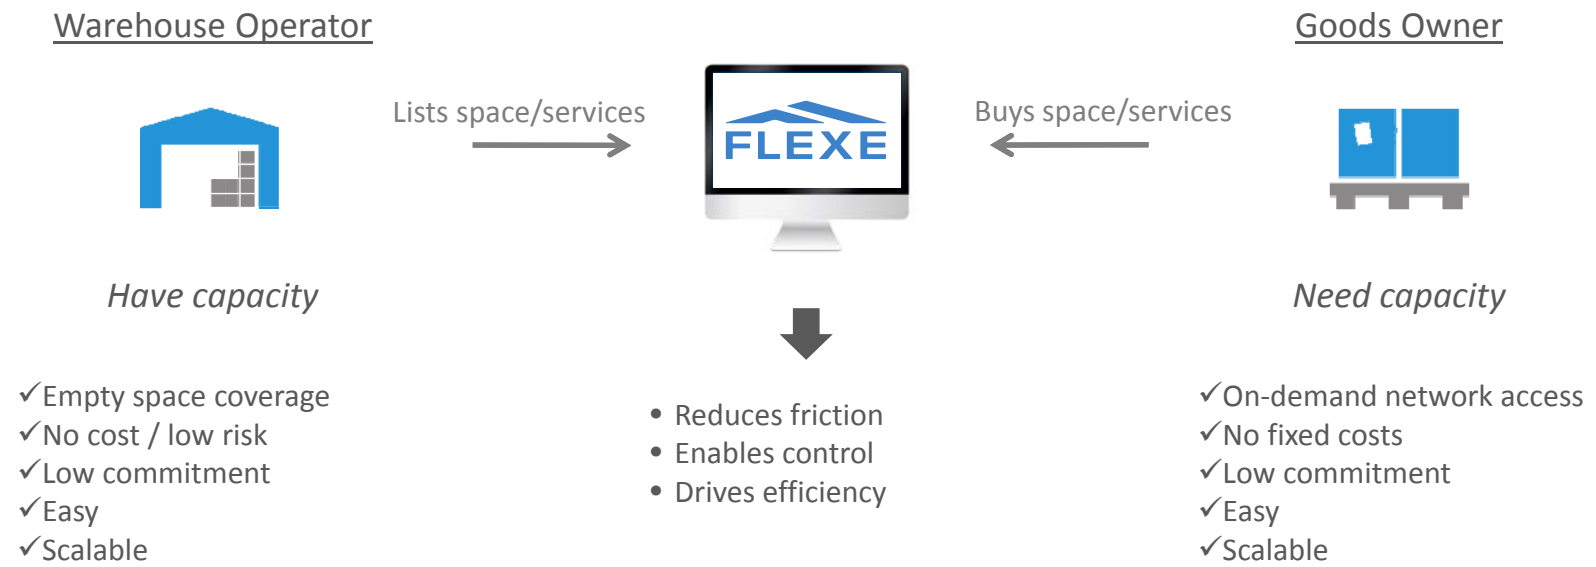 Warehouse Operator
Goods Owner
Lists space/services
FLEXE
Buys space/services
Have capacity
Need capacity
✓Empty space coverage
✓No cost / low risk
✓Low commitment
✓Easy
✓Scalable
• Reduces friction
• Enables control
• Drives efficiency
✓On-demand network access
✓No fixed costs
✓Low commitment
✓Easy
✓Scalable